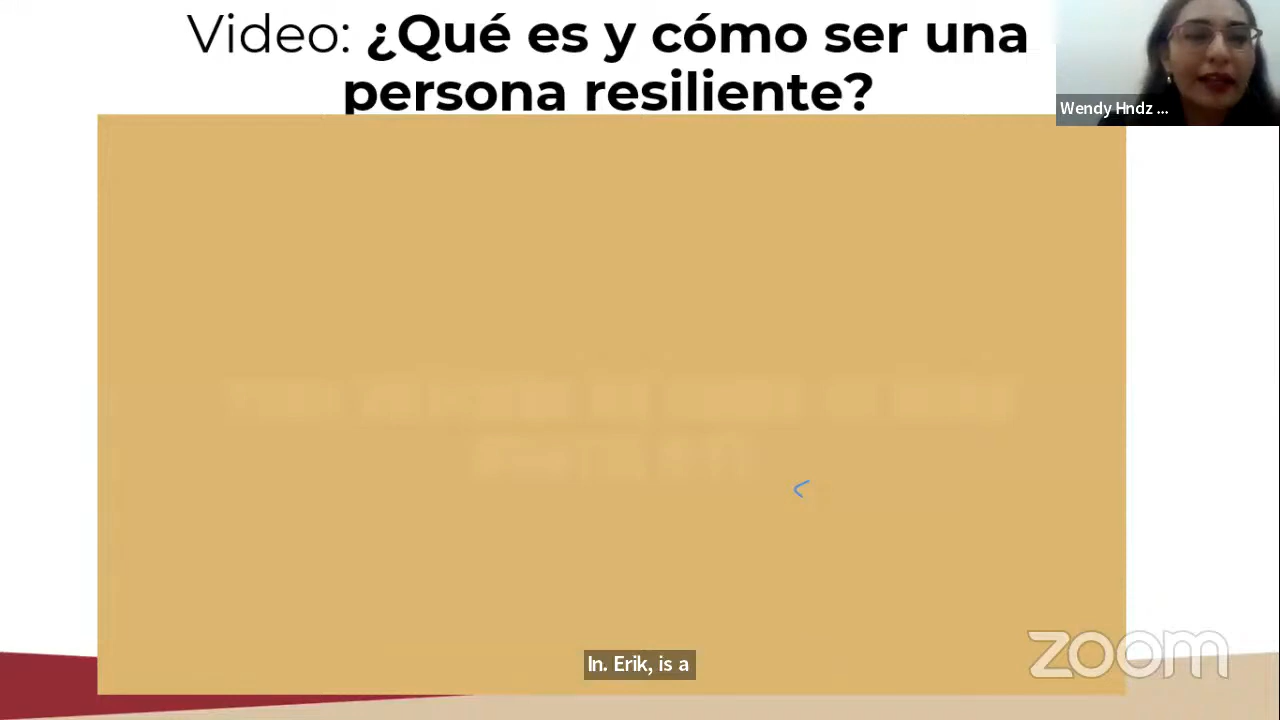 Video: ¿Qué es y cómo ser una
persona resiliente?
Wendy Hndz ...
In. Erik, is a
zoom